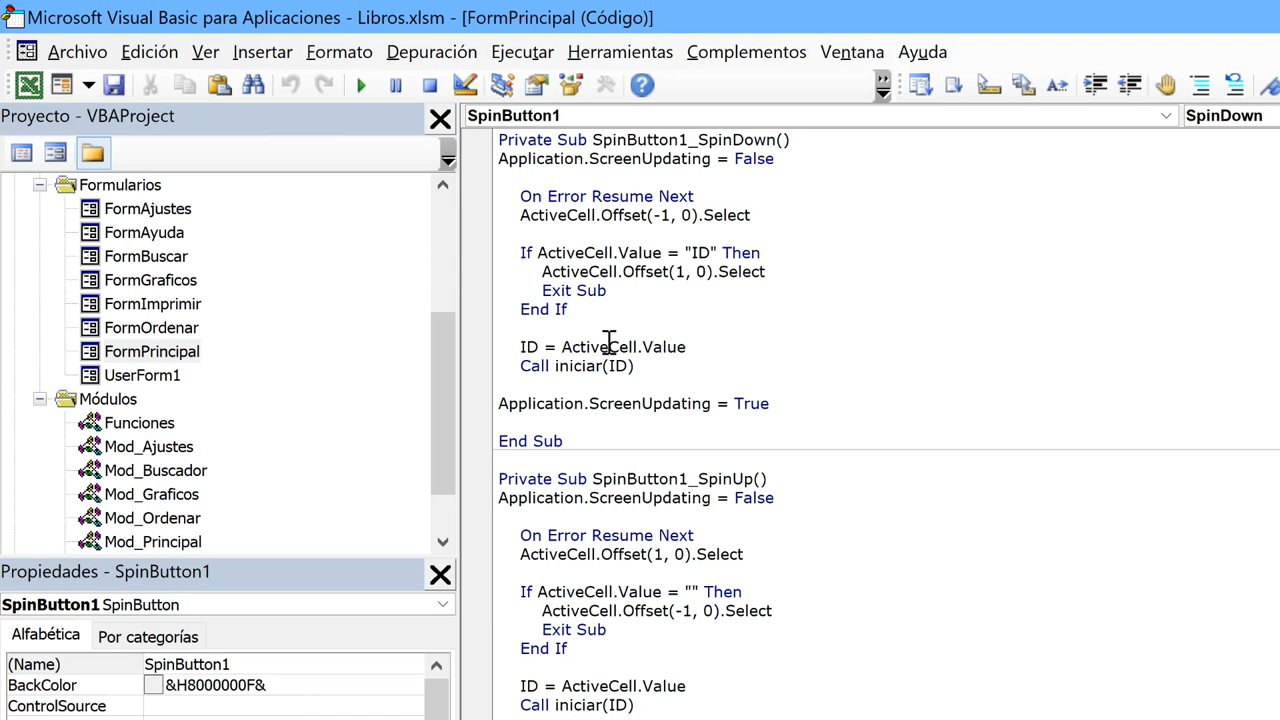 Microsoft Visual Basic para Aplicaciones - Libros.xlsm - [FormPrincipal (Código)]
Archivo Edición Ver Insertar Formato Depuración Ejecutar Herramientas Complementos Ventana Ayuda
Proyecto - VBAProject
Formularios
FormAjustes
FormAyuda
FormBuscar
FormGraficos
FormImprimir
FormOrdenar
FormPrincipal
UserForm1
Módulos
Funciones
Mod_Ajustes
Mod_Buscador
Mod_Graficos
Mod_Ordenar
Mod_Principal
Propiedades - SpinButton1
SpinButton1 SpinButton
Alfabética Por categorías
(Name) SpinButton1
BackColor &H8000000F&
ControlSource
SpinButton1 SpinDown
Private Sub SpinButton1_SpinDown()
Application.ScreenUpdating = False
On Error Resume Next
ActiveCell.Offset(-1, 0).Select
If ActiveCell.Value = "ID" Then
ActiveCell.Offset(1, 0).Select
Exit Sub
End If
ID = ActiveCell.Value
Call iniciar(ID)
Application.ScreenUpdating = True
End Sub
Private Sub SpinButton1_SpinUp()
Application.ScreenUpdating = False
On Error Resume Next
ActiveCell.Offset(1, 0).Select
If ActiveCell.Value = "" Then
ActiveCell.Offset(-1, 0).Select
Exit Sub
End If
ID = ActiveCell.Value
Call iniciar(ID)